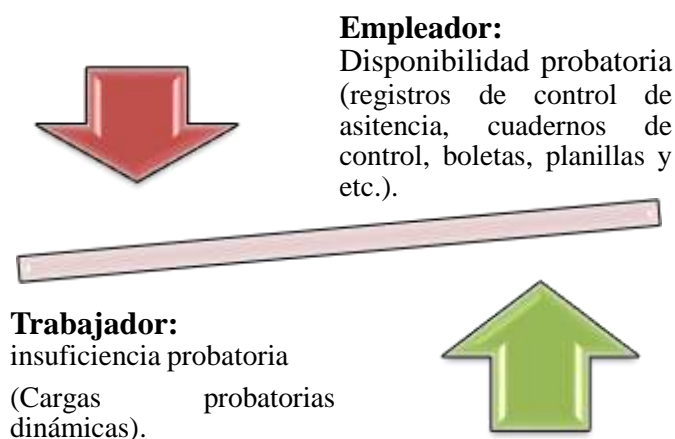 Empleador:
Disponibilidad probatoria
(registros de control de
asitencia, cuadernos de
control, boletas, planillas y
etc.).
Trabajador:
insuficiencia probatoria
(Cargas probatorias
dinámicas).